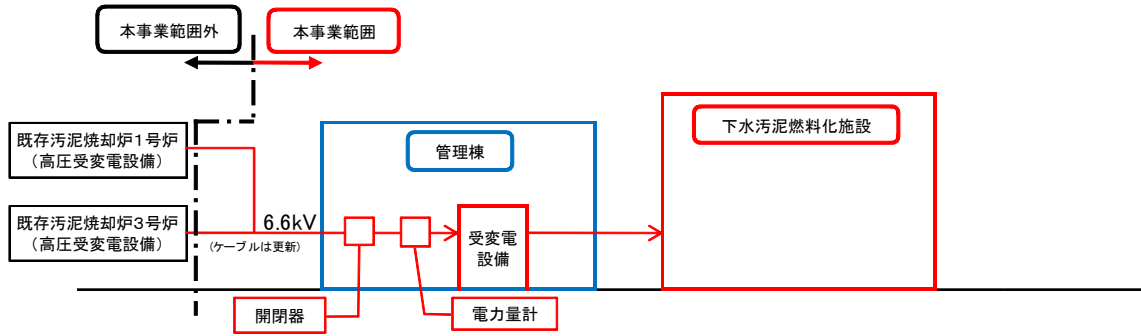 本事業範囲外
本事業範囲
既存汚泥焼却炉1号炉
(高圧受変電設備)
管理棟
下水汚泥燃料化施設
既存汚泥焼却炉3号炉
(高圧受変電設備)
6.6kV
(ケーブルは更新)
受変電
設備
開閉器
電力量計